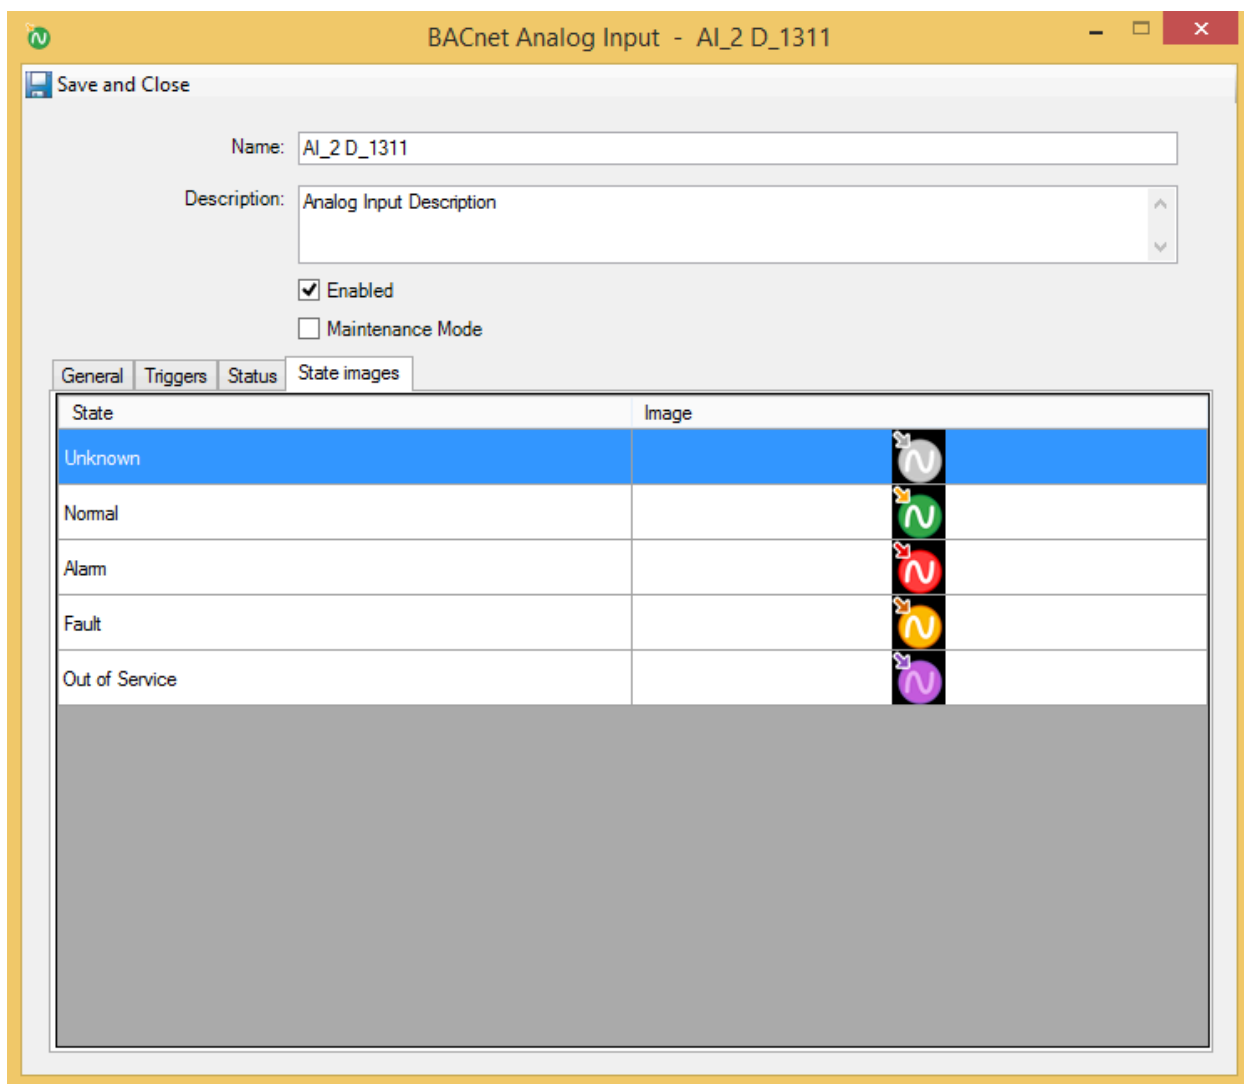 BACnet Analog Input - AI_2 D_1311
Save and Close
Name: AI_2 D_1311
Description: Analog Input Description
Enabled
Maintenance Mode
General Triggers Status State images
State Image
Unknown
Normal
Alarm
Fault
Out of Service